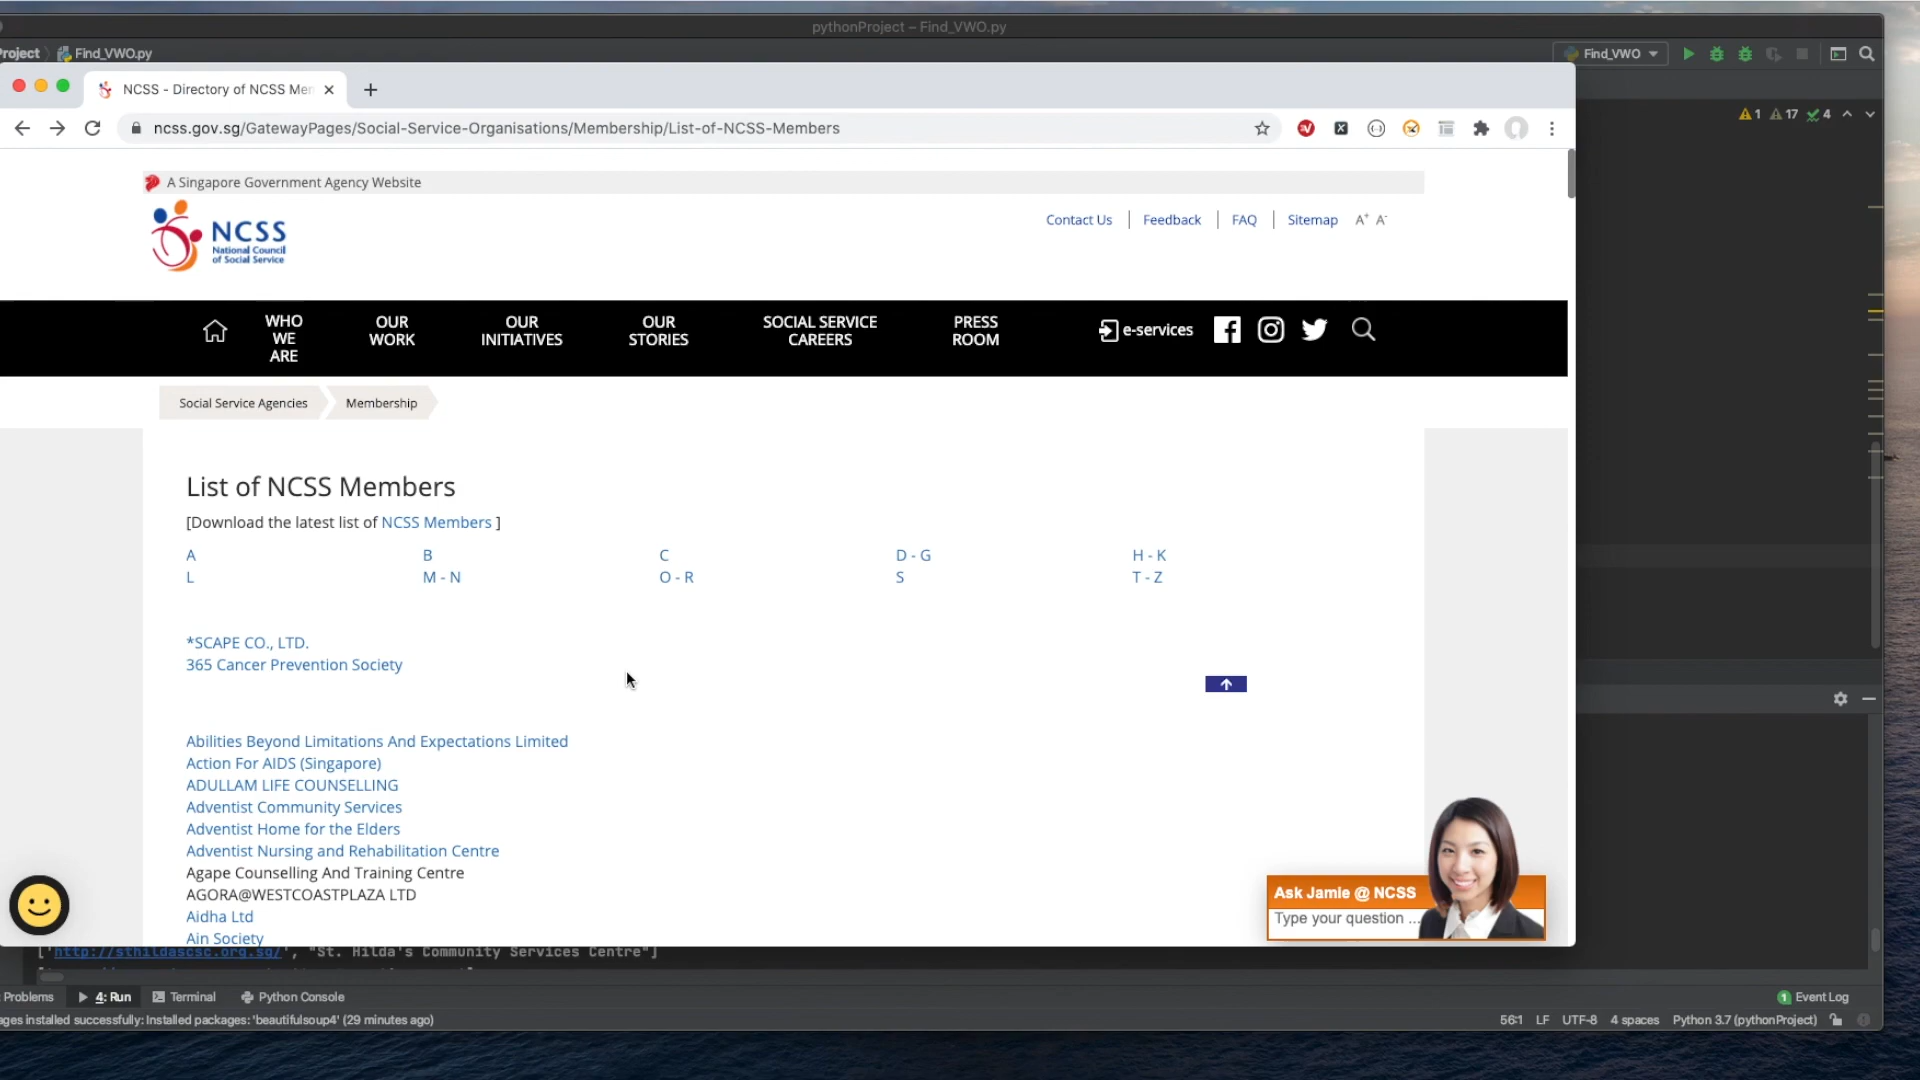 pythonProject – Find_VWO.py
Project
Find_VWO.py
Find_VWO
NCSS - Directory of NCSS Mem
1
17
4
ncss.gov.sg/GatewayPages/Social-Service-Organisations/Membership/List-of-NCSS-Members
A Singapore Government Agency Website
NCSS
National Council
of Social Service
Contact Us
Feedback
FAQ
Sitemap
A+ A-
WHO
WE
ARE
OUR
WORK
OUR
INITIATIVES
OUR
STORIES
SOCIAL SERVICE
CAREERS
PRESS
ROOM
e-services
Social Service Agencies
Membership
List of NCSS Members
[Download the latest list of NCSS Members ]
A B C D - G H - K
L M - N O - R S T - Z
*SCAPE CO., LTD.
365 Cancer Prevention Society
Abilities Beyond Limitations And Expectations Limited
Action For AIDS (Singapore)
ADULLAM LIFE COUNSELLING
Adventist Community Services
Adventist Home for the Elders
Adventist Nursing and Rehabilitation Centre
Agape Counselling And Training Centre
AGORA@WESTCOASTPLAZA LTD
Aidha Ltd
Ain Society
Ask Jamie @ NCSS
Type your question ...
['http://sthildascsc.org.sg/', "St. Hilda's Community Services Centre"]
Problems
4: Run
Terminal
Python Console
1 Event Log
ages installed successfully: Installed packages: 'beautifulsoup4' (29 minutes ago)
56:1 LF UTF-8 4 spaces Python 3.7 (pythonProject)